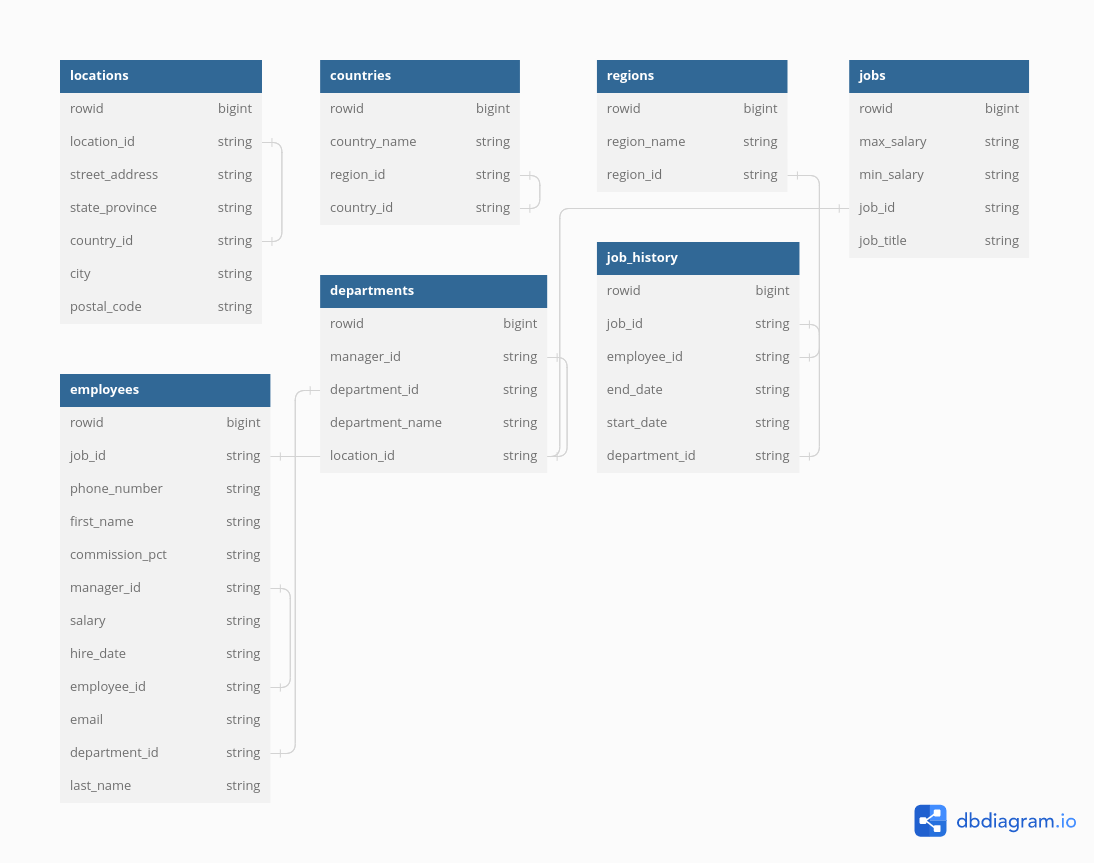 locations
rowid bigint
location_id string
street_address string
state_province string
country_id string
city string
postal_code string
countries
rowid bigint
country_name string
region_id string
country_id string
regions
rowid bigint
region_name string
region_id string
jobs
rowid bigint
max_salary string
min_salary string
job_id string
job_title string
departments
rowid bigint
manager_id string
department_id string
department_name string
location_id string
job_history
rowid bigint
job_id string
employee_id string
end_date string
start_date string
department_id string
employees
rowid bigint
job_id string
phone_number string
first_name string
commission_pct string
manager_id string
salary string
hire_date string
employee_id string
email string
department_id string
last_name string
dbdiagram.io